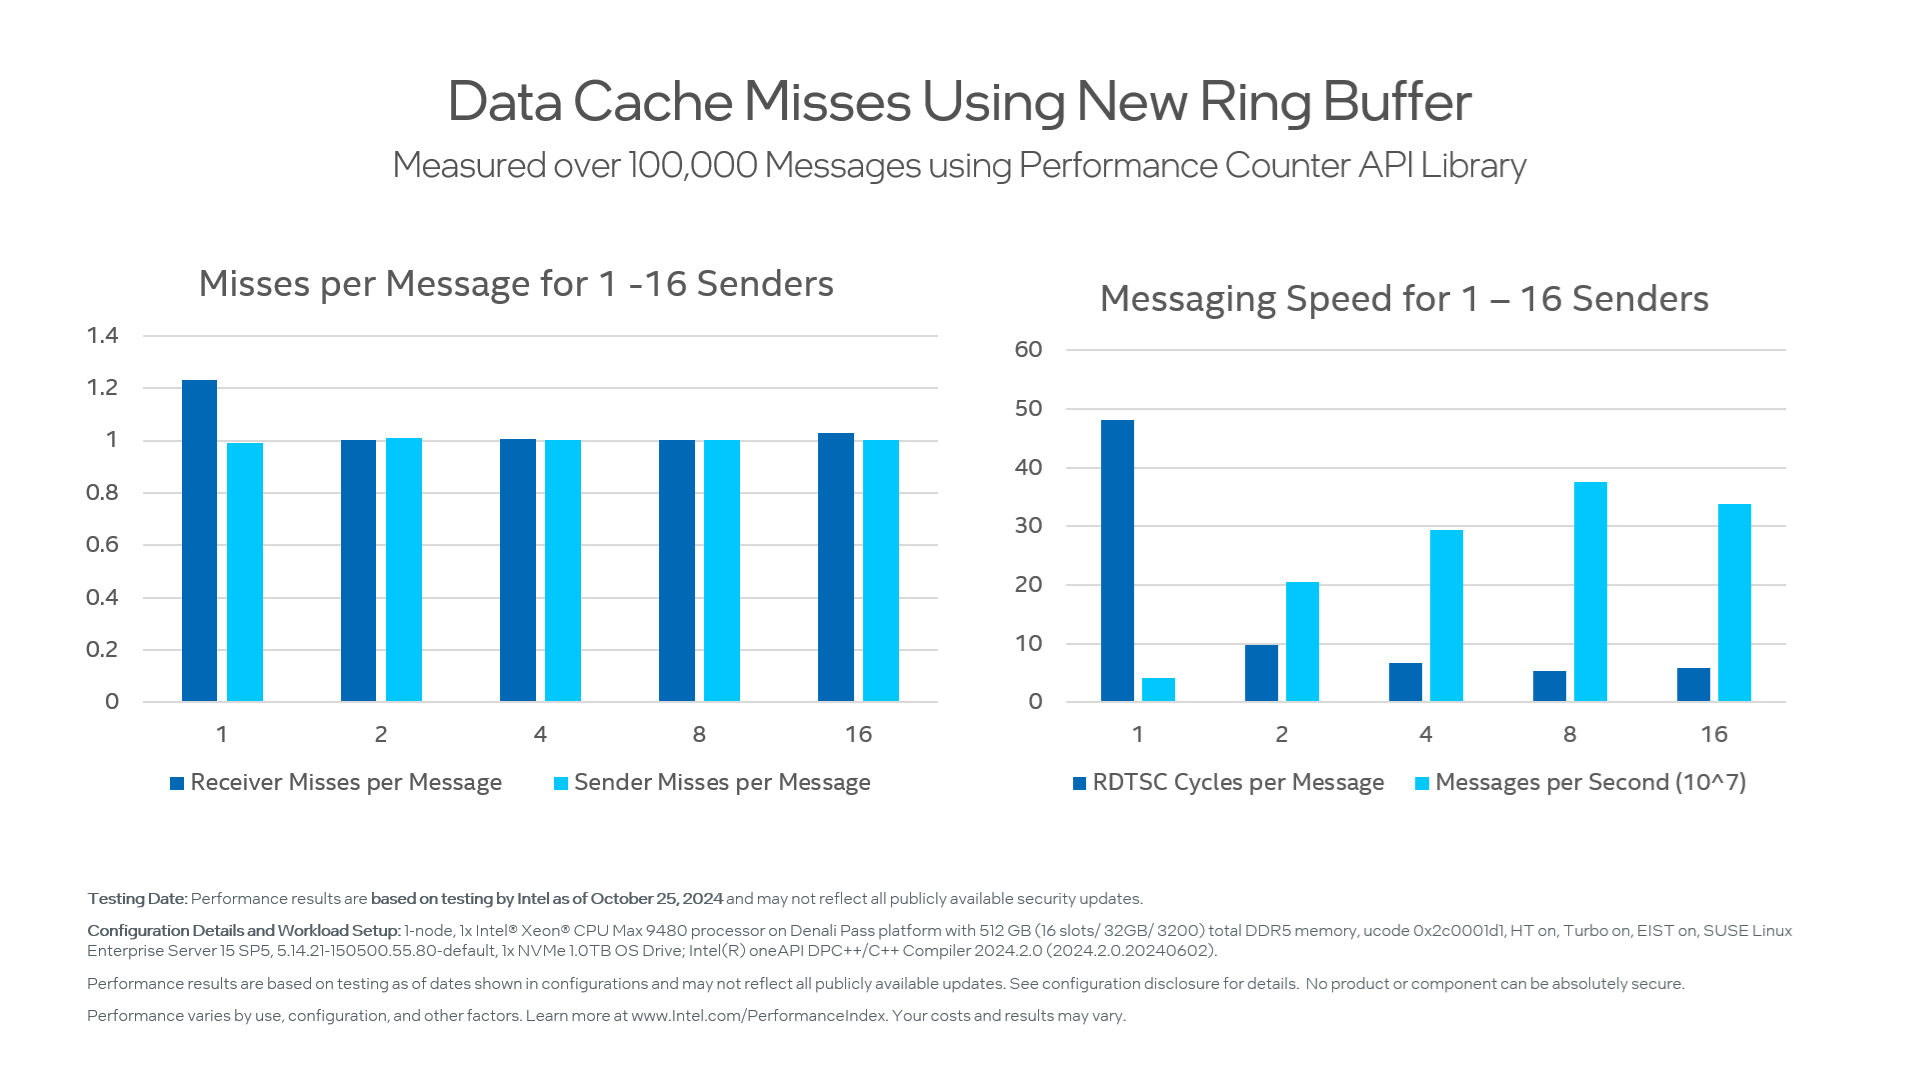 Data Cache Misses Using New Ring Buffer
Measured over 100,000 Messages using Performance Counter API Library
Misses per Message for 1 -16 Senders
1.4
1.2
1
0.8
0.6
0.4
0.2
0
1 2 4 8 16
Receiver Misses per Message Sender Misses per Message
Messaging Speed for 1 – 16 Senders
60
50
40
30
20
10
0
1 2 4 8 16
RDTSC Cycles per Message Messages per Second (10^7)
Testing Date: Performance results are based on testing by Intel as of October 25, 2024 and may not reflect all publicly available security updates.
Configuration Details and Workload Setup: 1-node, 1x Intel® Xeon® CPU Max 9480 processor on Denali Pass platform with 512 GB (16 slots/ 32GB/ 3200) total DDR5 memory, ucode 0x2c0001d1, HT on, Turbo on, EIST on, SUSE Linux
Enterprise Server 15 SP5, 5.14.21-150500.55.80-default, 1x NVMe 1.0TB OS Drive; Intel(R) oneAPI DPC++/C++ Compiler 2024.2.0 (2024.2.0.20240602).
Performance results are based on testing as of dates shown in configurations and may not reflect all publicly available updates. See configuration disclosure for details. No product or component can be absolutely secure.
Performance varies by use, configuration, and other factors. Learn more at www.Intel.com/PerformanceIndex. Your costs and results may vary.